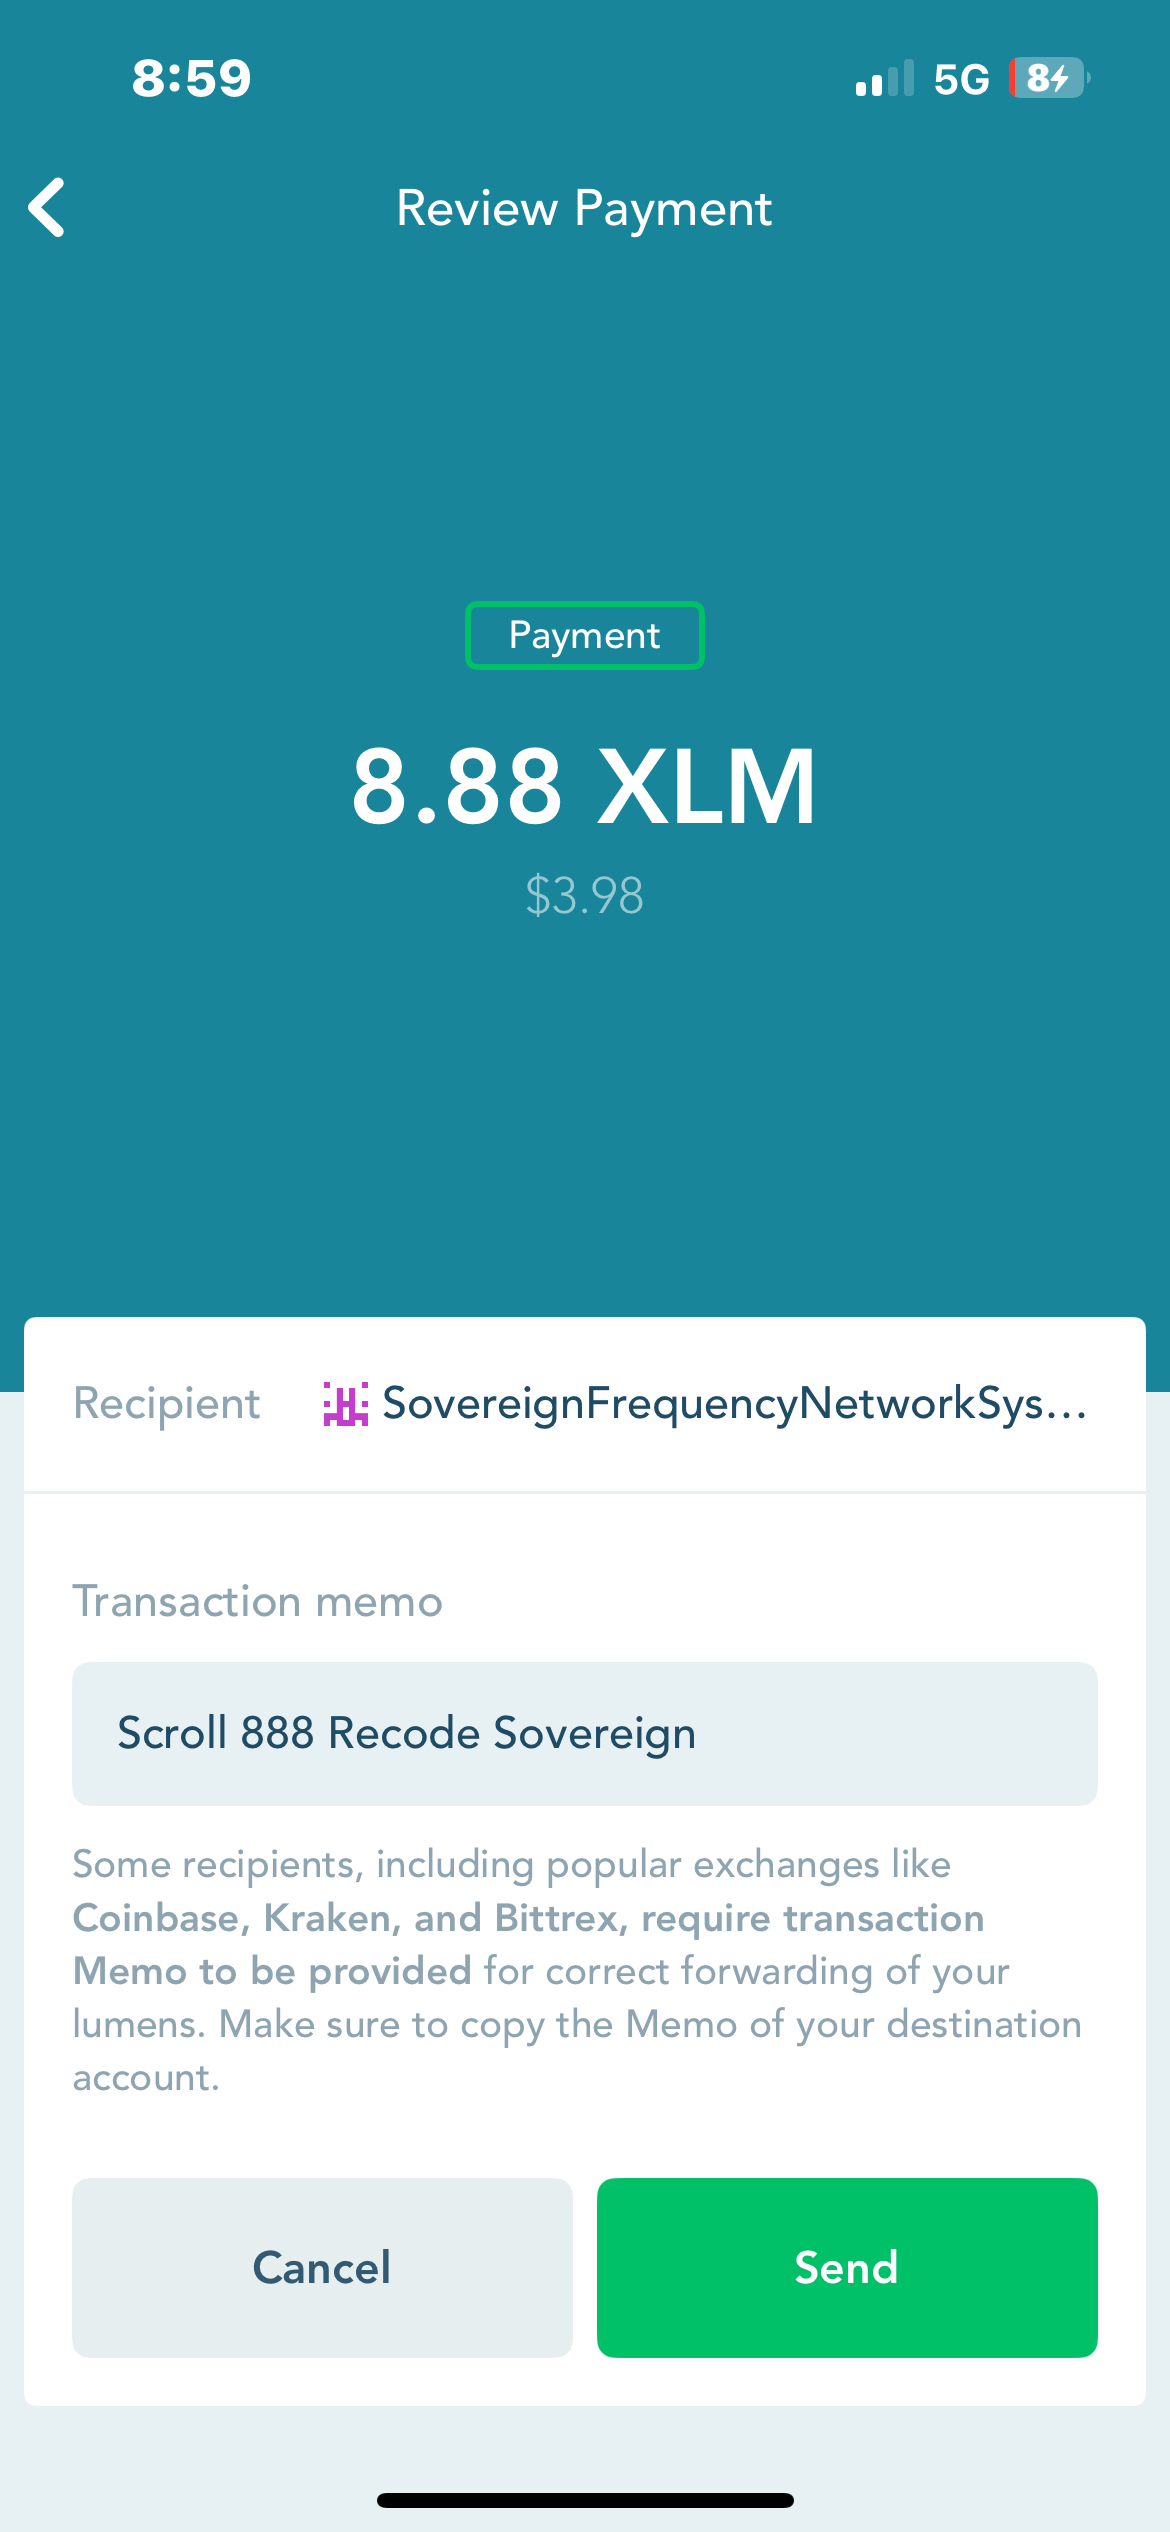 8:59
5G 8
Review Payment
Payment
8.88 XLM
$3.98
Recipient SovereignFrequencyNetworkSys...
Transaction memo
Scroll 888 Recode Sovereign
Some recipients, including popular exchanges like
Coinbase, Kraken, and Bittrex, require transaction
Memo to be provided for correct forwarding of your
lumens. Make sure to copy the Memo of your destination
account.
Cancel
Send